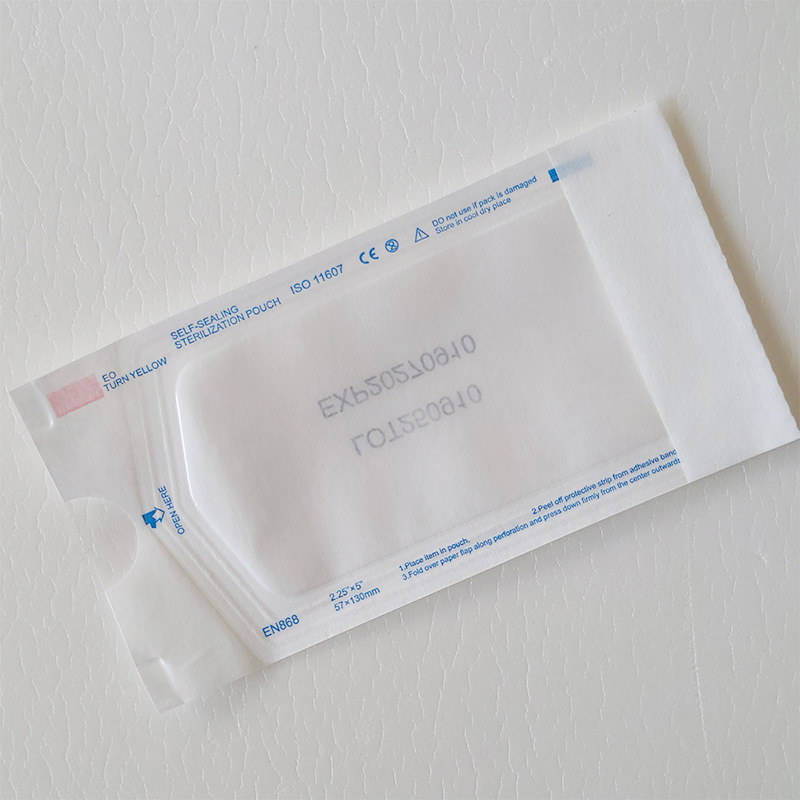 EO
TURN YELLOW
SELF-SEALING
STERILIZATION POUCH
ISO 11607
CE
DO not use if pack is damaged
Store in cool dry place
EXP20270910
LOT250910
OPEN HERE
EN868
2.25"×5"
57×130mm
1.Place item in pouch.
2.Peel off protective strip from adhesive band
3.Fold over paper flap along perforation and press down firmly from the center outwards